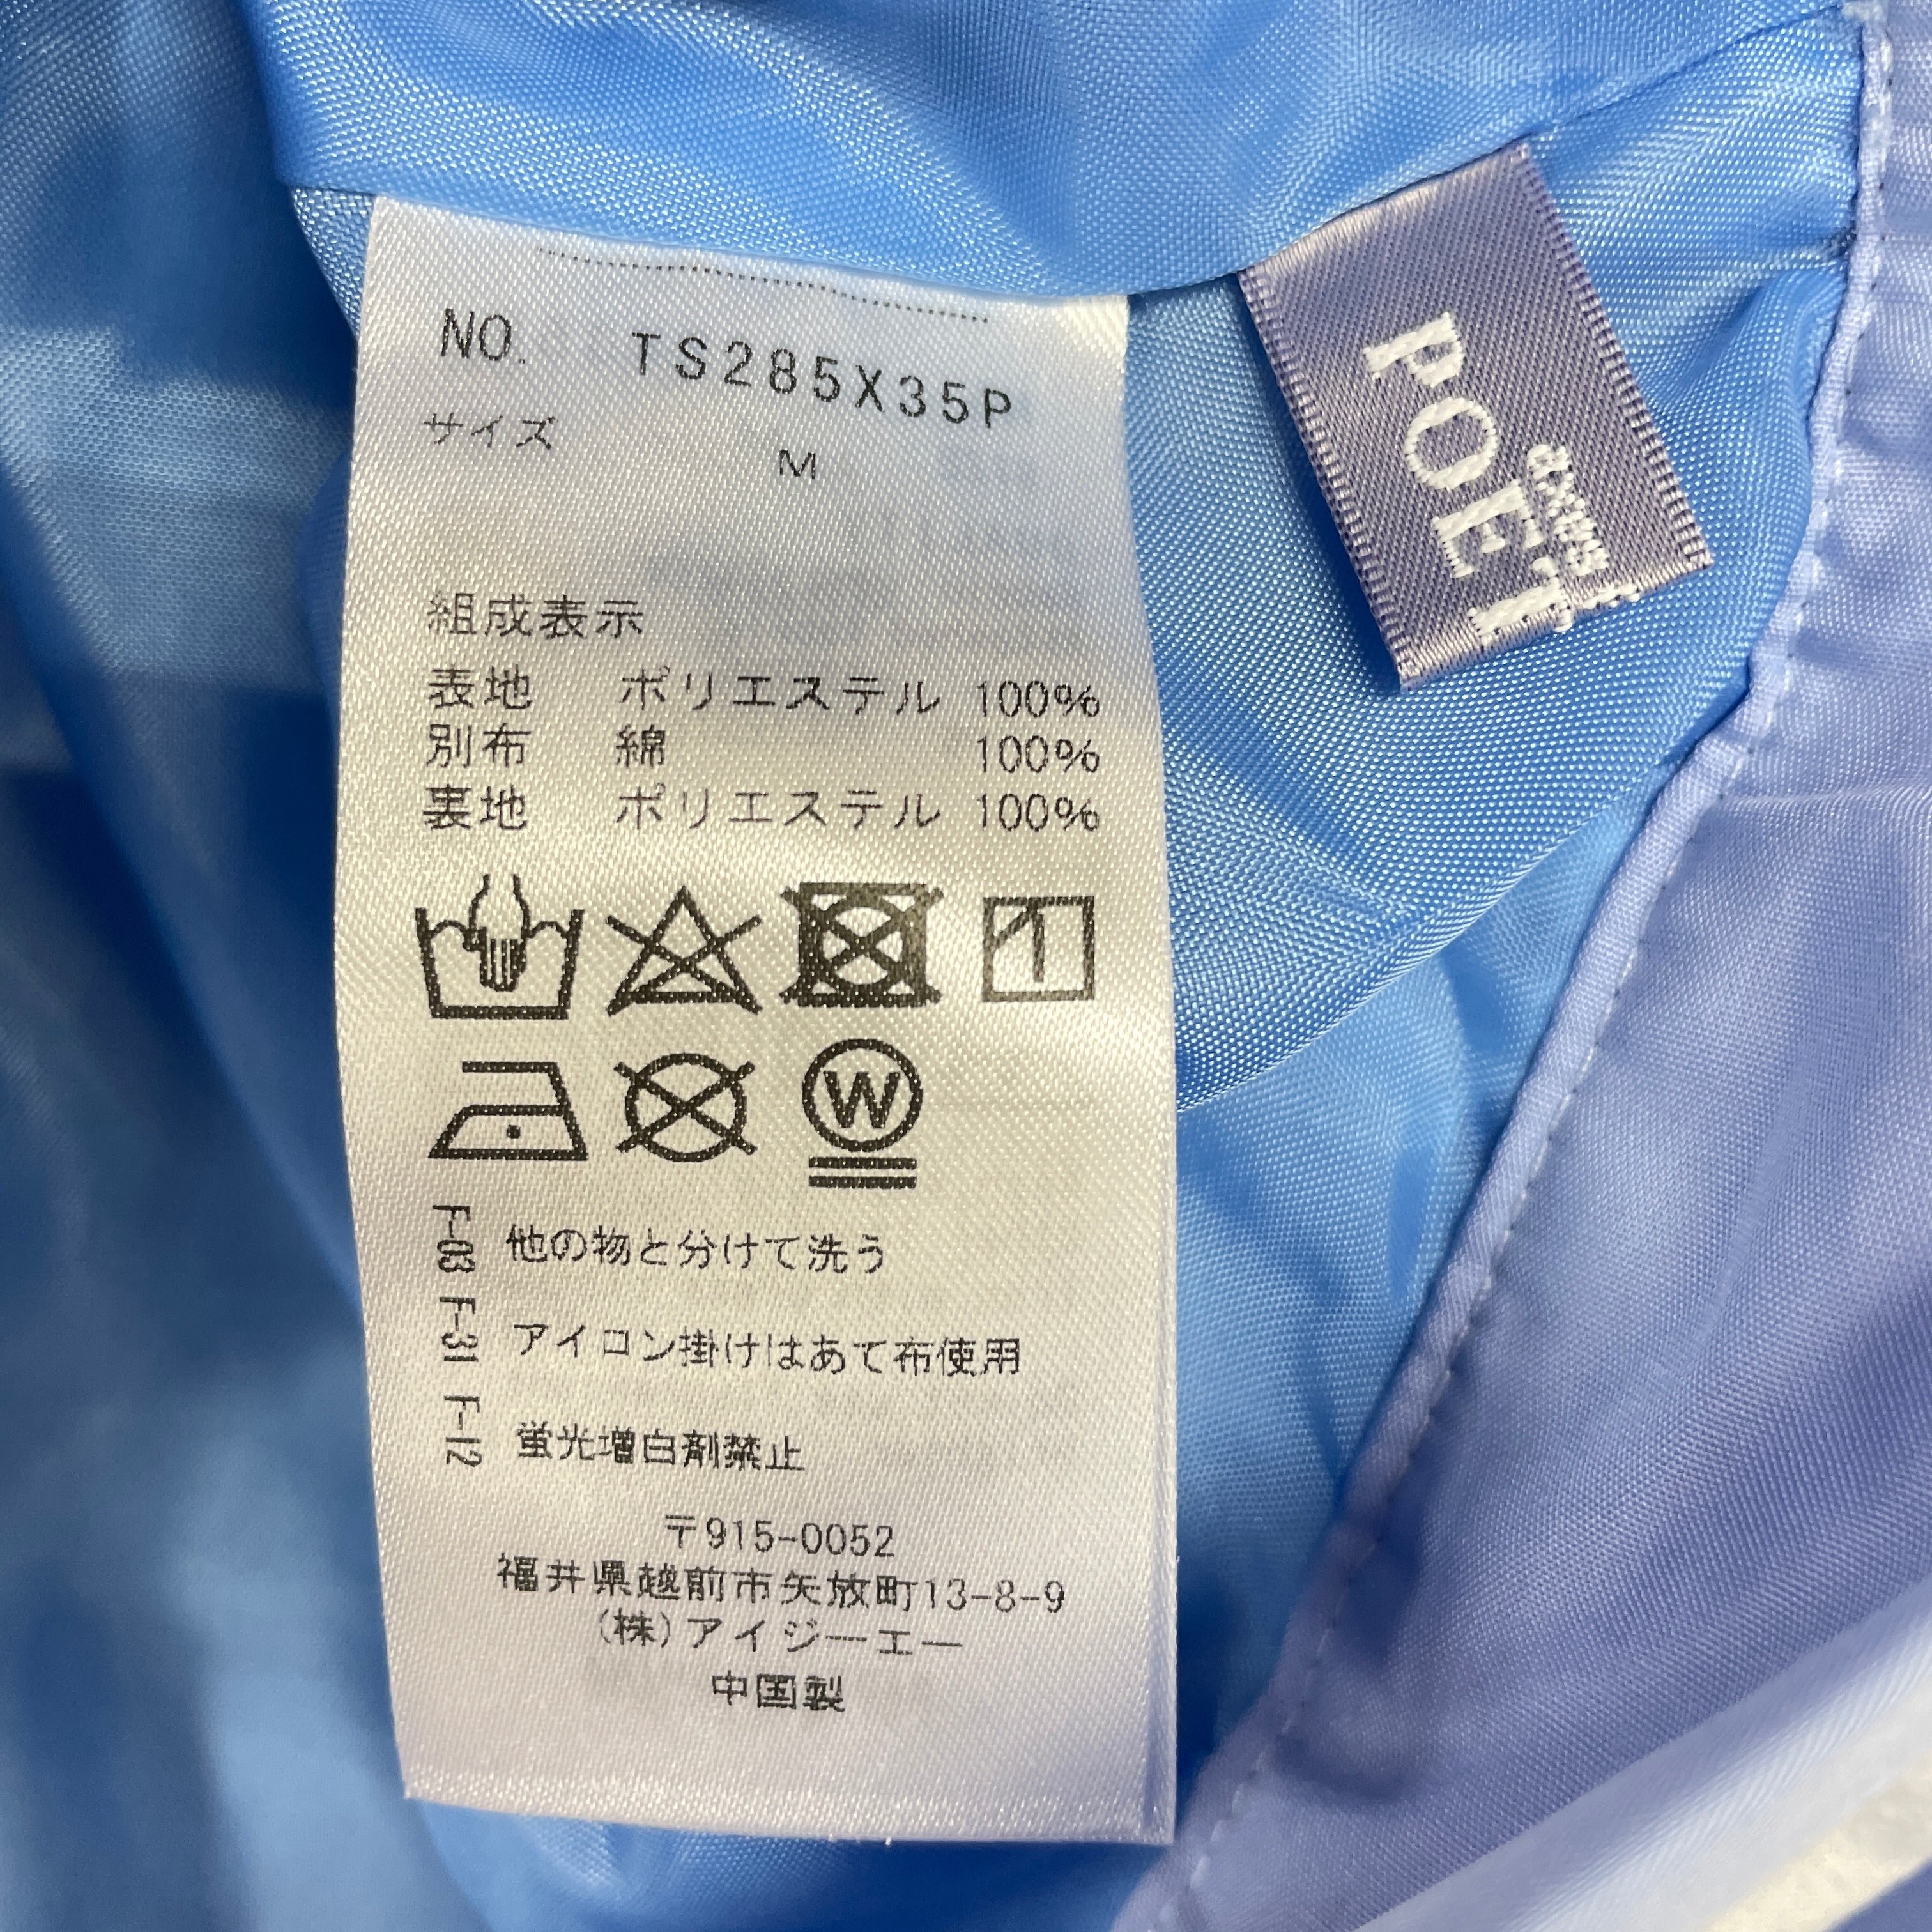 NO. TS285X35P
サイズ M
組成表示
表地 ポリエステル 100%
別布 綿 100%
裏地 ポリエステル 100%
W
F-03 他の物と分けて洗う
F-31 アイロン掛けはあて布使用
F-12 蛍光増白剤禁止
〒915-0052
福井県越前市矢放町13-8-9
(株)アイジーエー
中国製
axes
POET